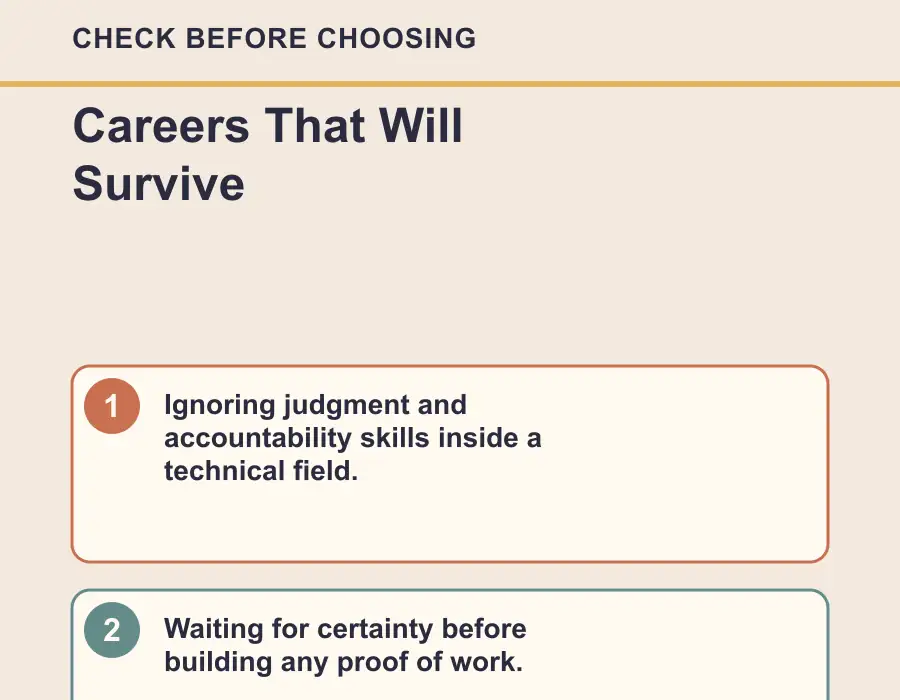 CHECK BEFORE CHOOSING
Careers That Will
Survive
1
Ignoring judgment and
accountability skills inside a
technical field.
2
Waiting for certainty before
building any proof of work.